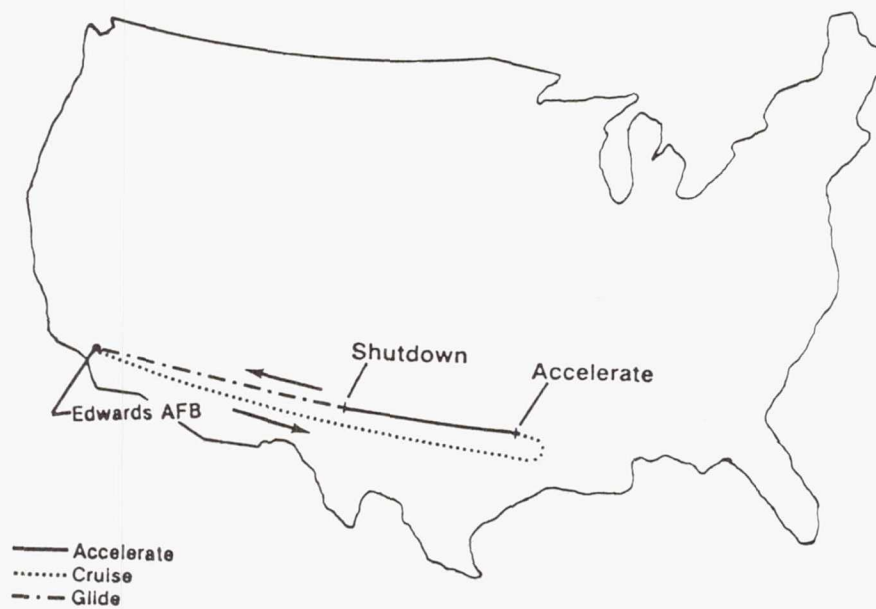 Shutdown
Accelerate
Edwards AFB
Accelerate
Cruise
Glide